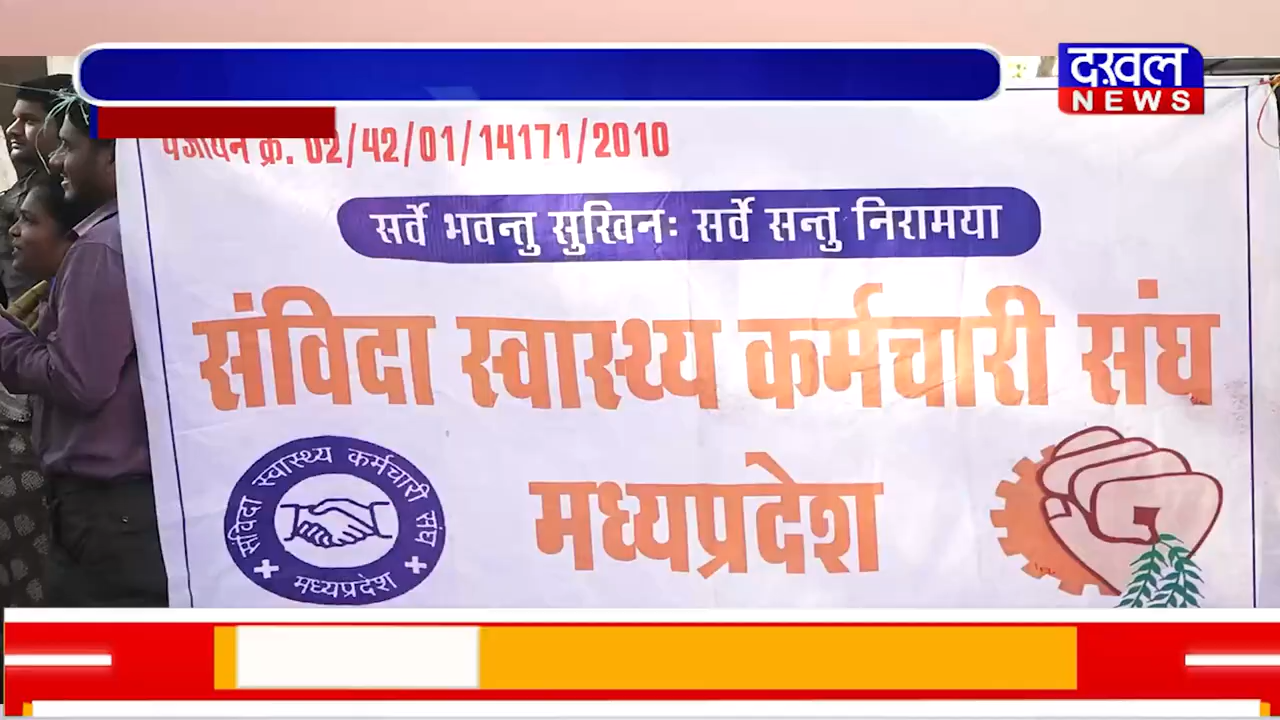 दख़ल
NEWS
पंजीयन क्र. 02/42/01/14171/2010
सर्वे भवन्तु सुखिनः सर्वे सन्तु निरामया
संविदा स्वास्थ्य कर्मचारी संघ
मध्यप्रदेश
संविदा स्वास्थ्य कर्मचारी संघ
मध्यप्रदेश